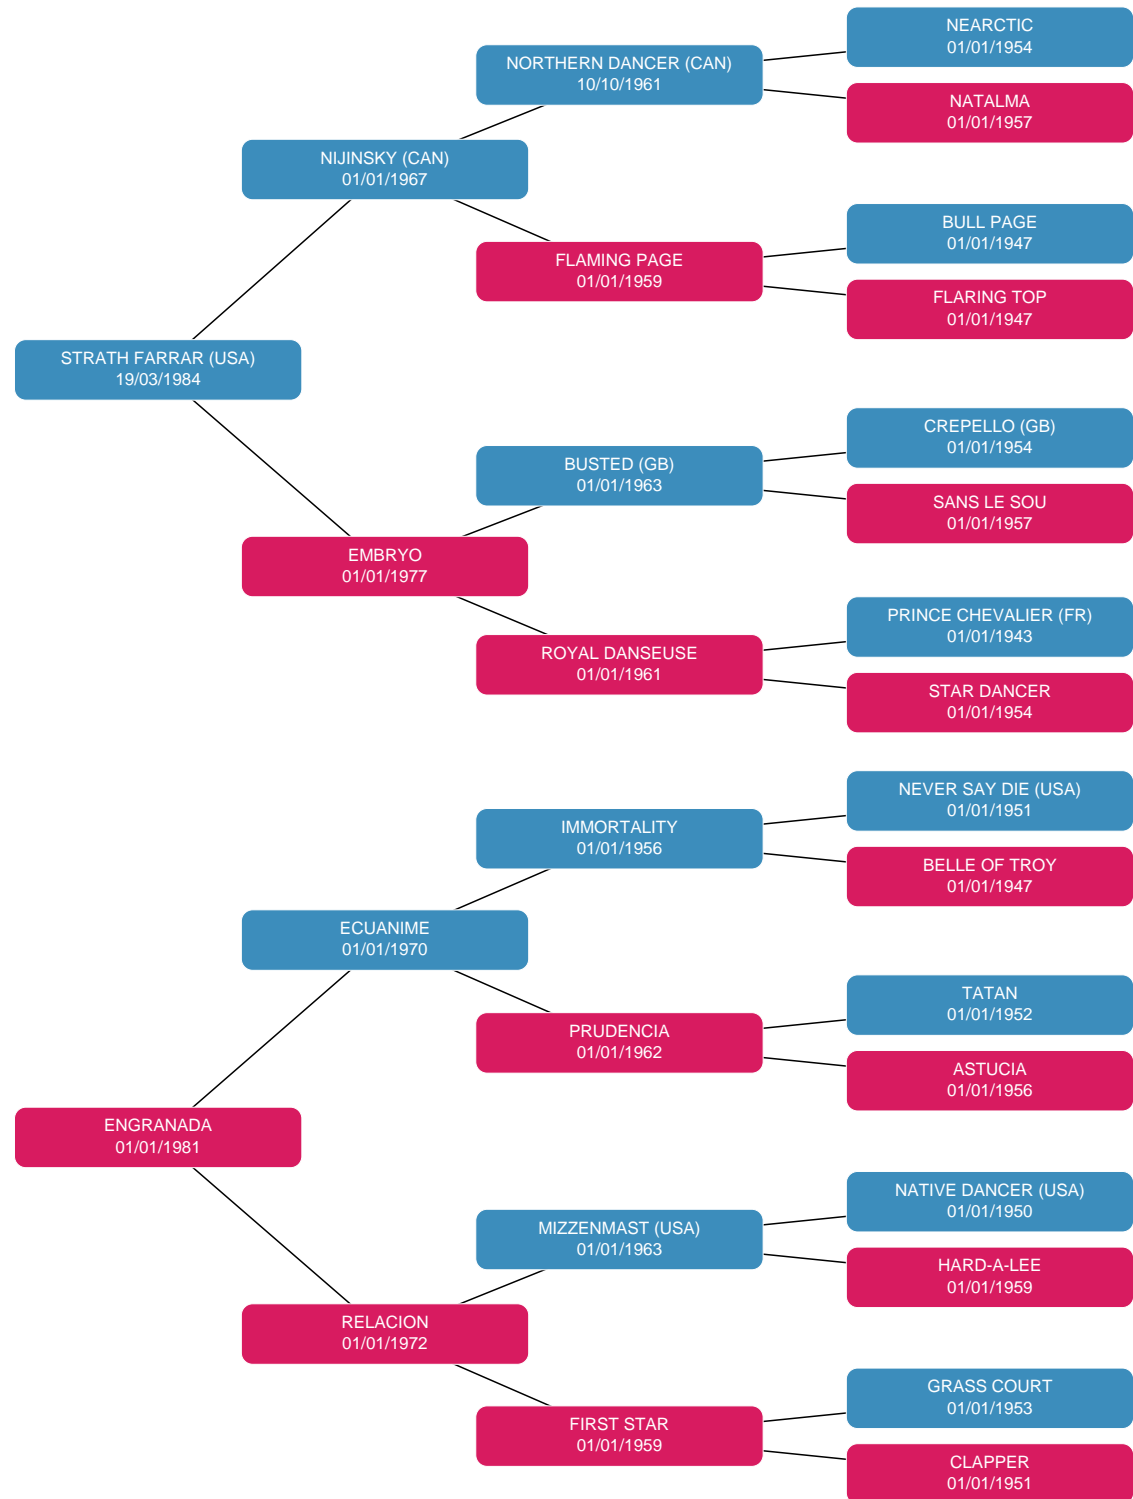 NEARCTIC
01/01/1954
NORTHERN DANCER (CAN)
10/10/1961
NATALMA
01/01/1957
NIJINSKY (CAN)
01/01/1967
BULL PAGE
01/01/1947
FLAMING PAGE
01/01/1959
FLARING TOP
01/01/1947
STRATH FARRAR (USA)
19/03/1984
CREPELLO (GB)
01/01/1954
BUSTED (GB)
01/01/1963
SANS LE SOU
01/01/1957
EMBRYO
01/01/1977
PRINCE CHEVALIER (FR)
01/01/1943
ROYAL DANSEUSE
01/01/1961
STAR DANCER
01/01/1954
NEVER SAY DIE (USA)
01/01/1951
IMMORTALITY
01/01/1956
BELLE OF TROY
01/01/1947
ECUANIME
01/01/1970
TATAN
01/01/1952
PRUDENCIA
01/01/1962
ASTUCIA
01/01/1956
ENGRANADA
01/01/1981
NATIVE DANCER (USA)
01/01/1950
MIZZENMAST (USA)
01/01/1963
HARD-A-LEE
01/01/1959
RELACION
01/01/1972
GRASS COURT
01/01/1953
FIRST STAR
01/01/1959
CLAPPER
01/01/1951